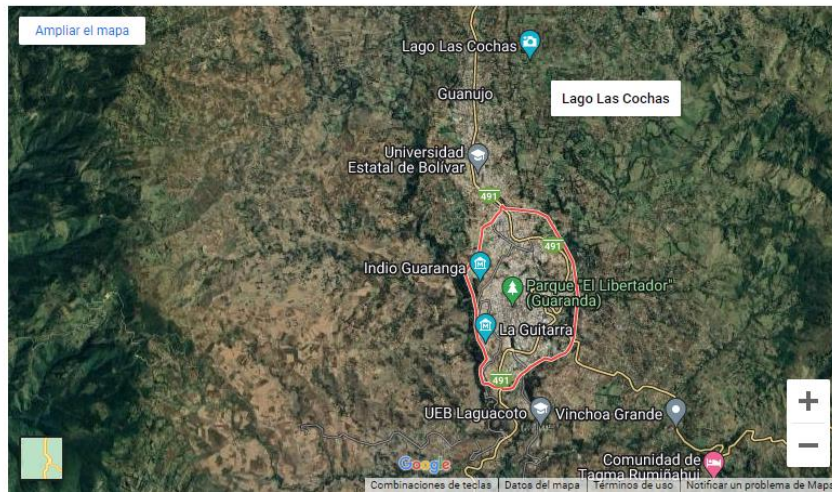 Ampliar el mapa
Lago Las Cochas
Guanujo
Lago Las Cochas
Universidad
Estatal de Bolívar
491
491
Indio Guaranga
Parque "El Libertador"
(Guaranda)
La Guitarra
491
UEB Laguacoto
Vinchoa Grande
+
−
Comunidad de
Tagma Rumiñahui
Google
Combinaciones de teclas
Datos del mapa
Términos de uso
Notificar un problema de Maps